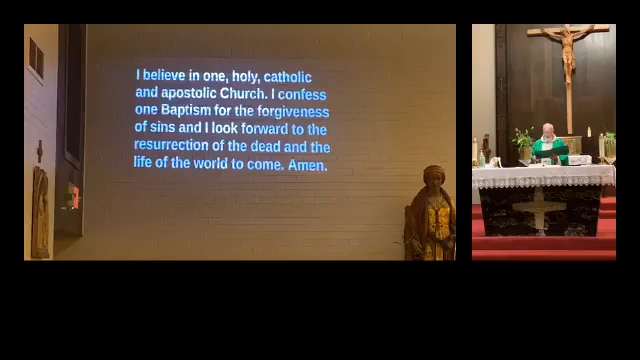 I believe in one, holy, catholic
and apostolic Church. I confess
one Baptism for the forgiveness
of sins and I look forward to the
resurrection of the dead and the
life of the world to come. Amen.